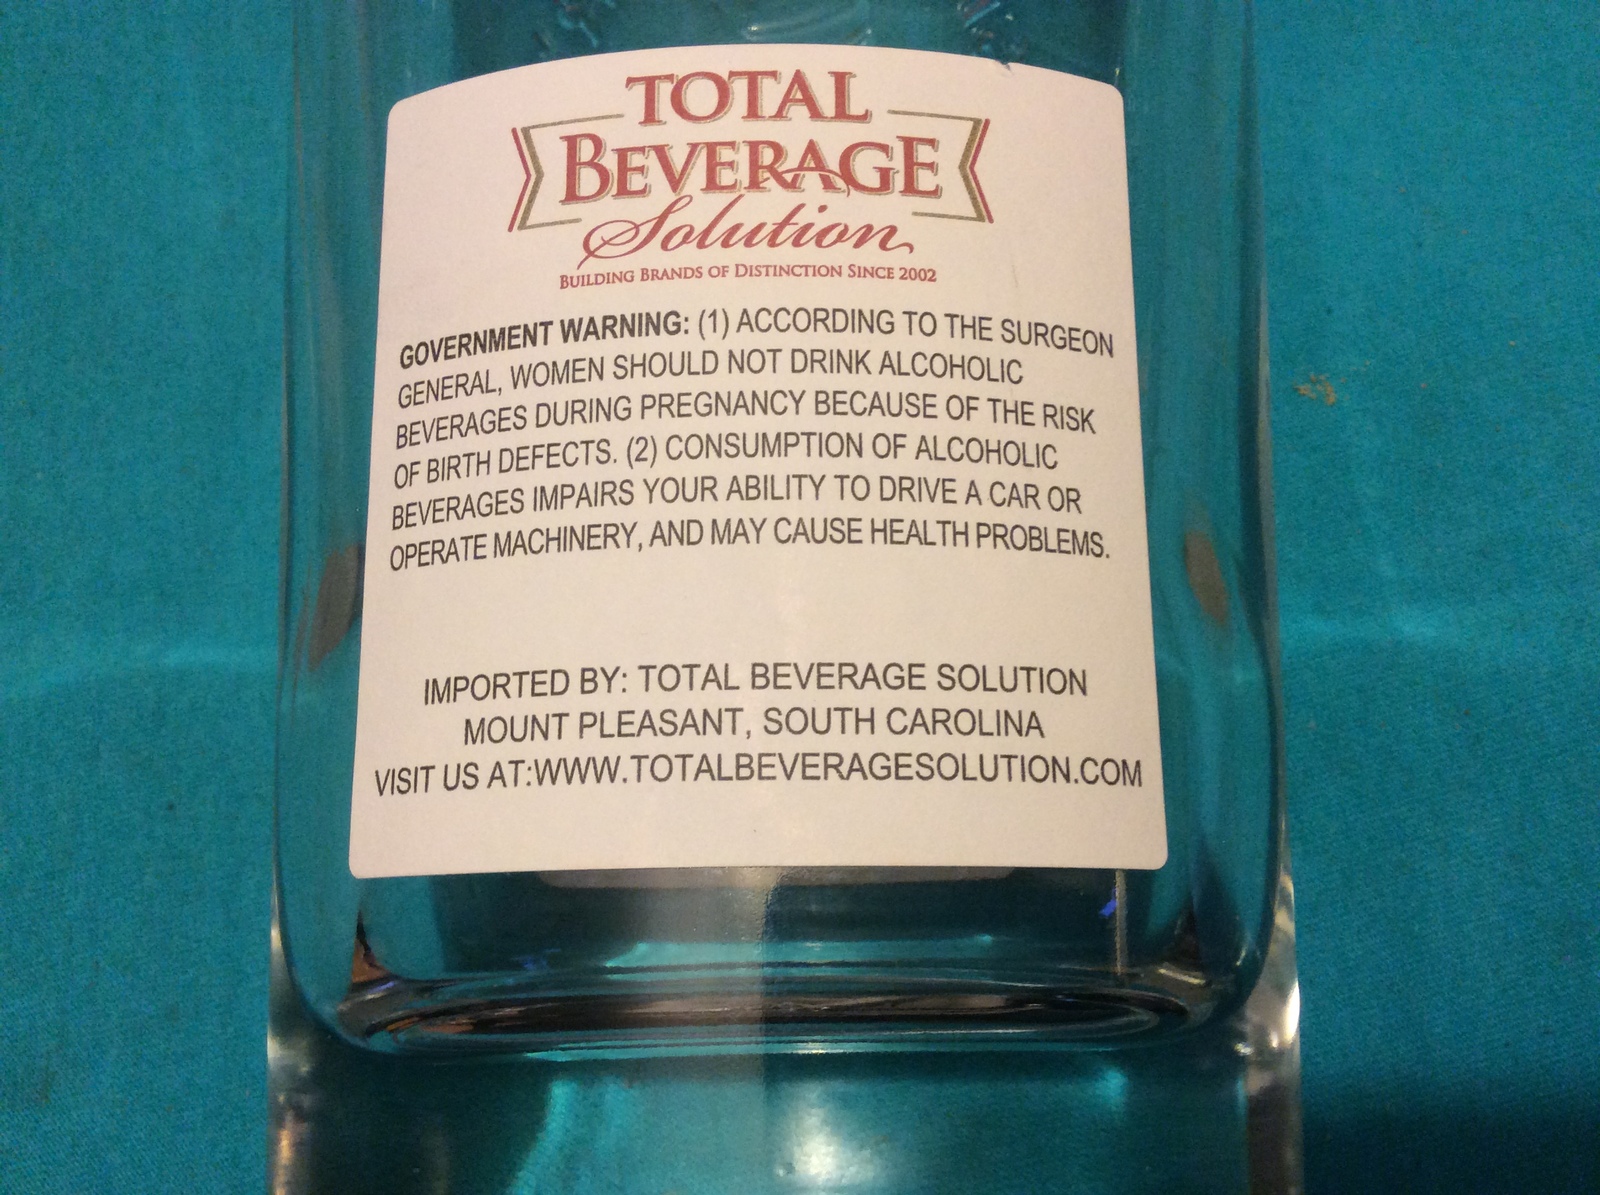 TOTAL
BEVERAGE
Solution
BUILDING BRANDS OF DISTINCTION SINCE 2002
GOVERNMENT WARNING: (1) ACCORDING TO THE SURGEON
GENERAL, WOMEN SHOULD NOT DRINK ALCOHOLIC
BEVERAGES DURING PREGNANCY BECAUSE OF THE RISK
OF BIRTH DEFECTS. (2) CONSUMPTION OF ALCOHOLIC
BEVERAGES IMPAIRS YOUR ABILITY TO DRIVE A CAR OR
OPERATE MACHINERY, AND MAY CAUSE HEALTH PROBLEMS.
IMPORTED BY: TOTAL BEVERAGE SOLUTION
MOUNT PLEASANT, SOUTH CAROLINA
VISIT US AT:WWW.TOTALBEVERAGESOLUTION.COM